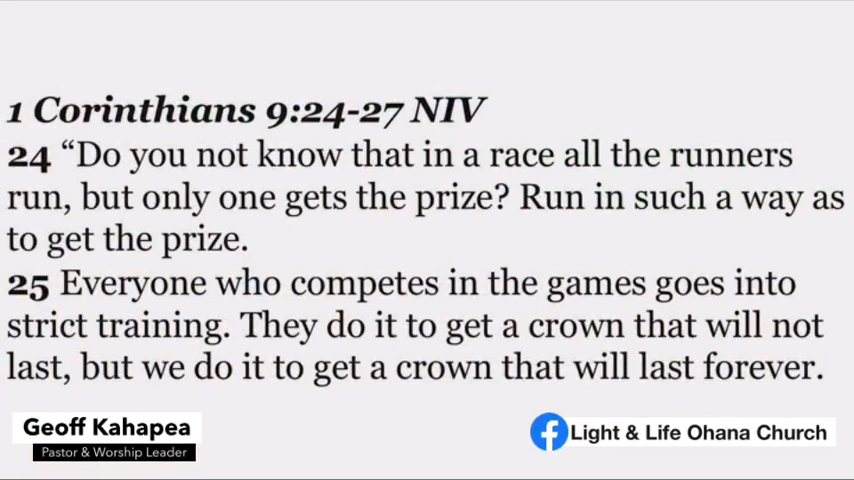 1 Corinthians 9:24-27 NIV
24 “Do you not know that in a race all the runners
run, but only one gets the prize? Run in such a way as
to get the prize.
25 Everyone who competes in the games goes into
strict training. They do it to get a crown that will not
last, but we do it to get a crown that will last forever.
Geoff Kahapea
Pastor & Worship Leader
Light & Life Ohana Church